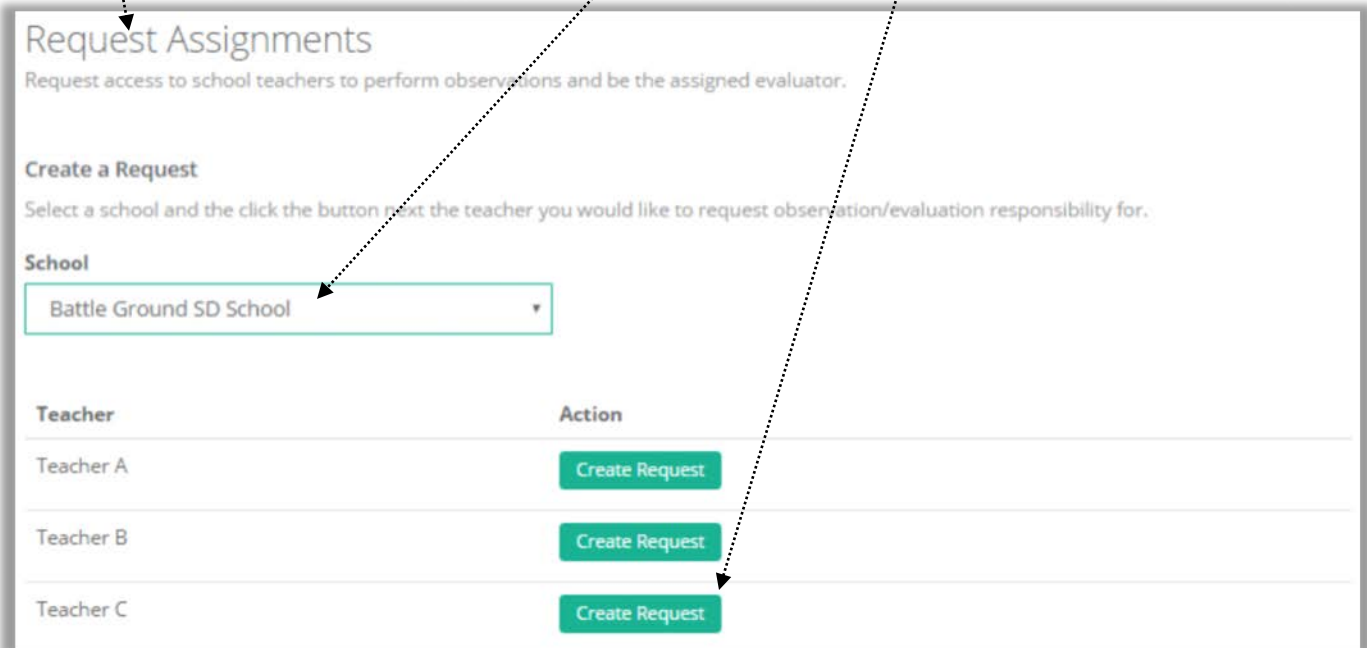 Request Assignments
Request access to school teachers to perform observations and be the assigned evaluator.
Create a Request
Select a school and the click the button next the teacher you would like to request observation/evaluation responsibility for.
School
Battle Ground SD School
Teacher Action
Teacher A Create Request
Teacher B Create Request
Teacher C Create Request